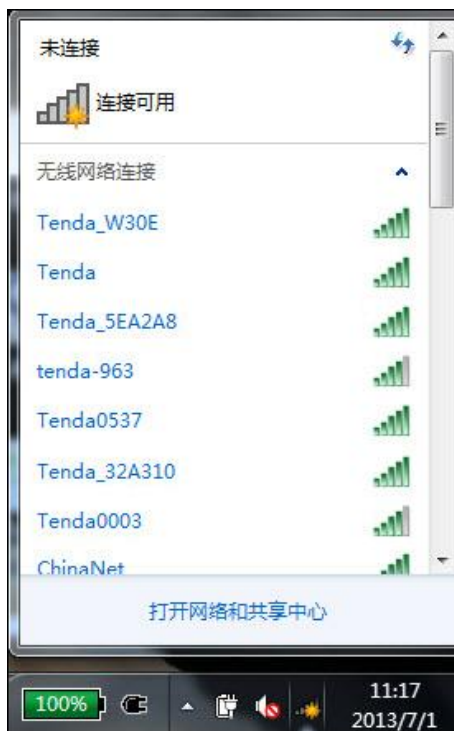 未连接
连接可用
无线网络连接
Tenda_W30E
Tenda
Tenda_5EA2A8
tenda-963
Tenda0537
Tenda_32A310
Tenda0003
ChinaNet
打开网络和共享中心
100%
11:17
2013/7/1